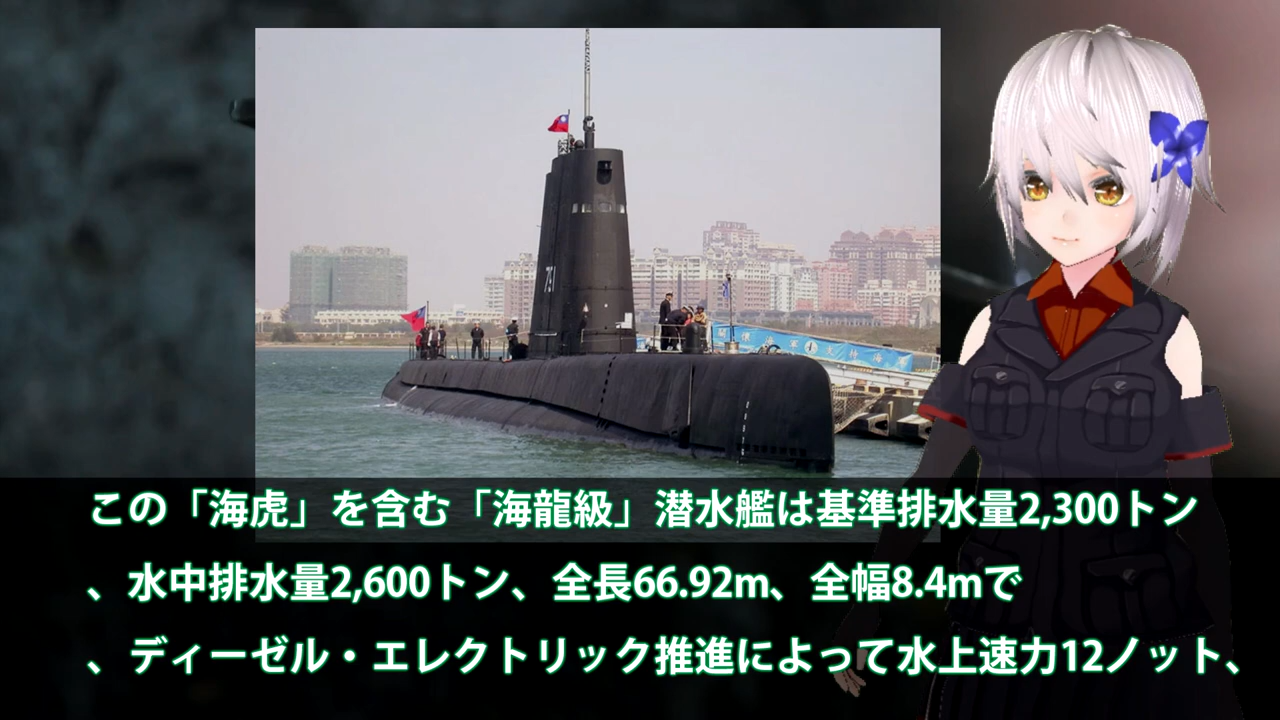 791
この「海虎」を含む「海龍級」潜水艦は基準排水量2,300トン
、水中排水量2,600トン、全長66.92m、全幅8.4mで
、ディーゼル・エレクトリック推進によって水上速力12ノット、